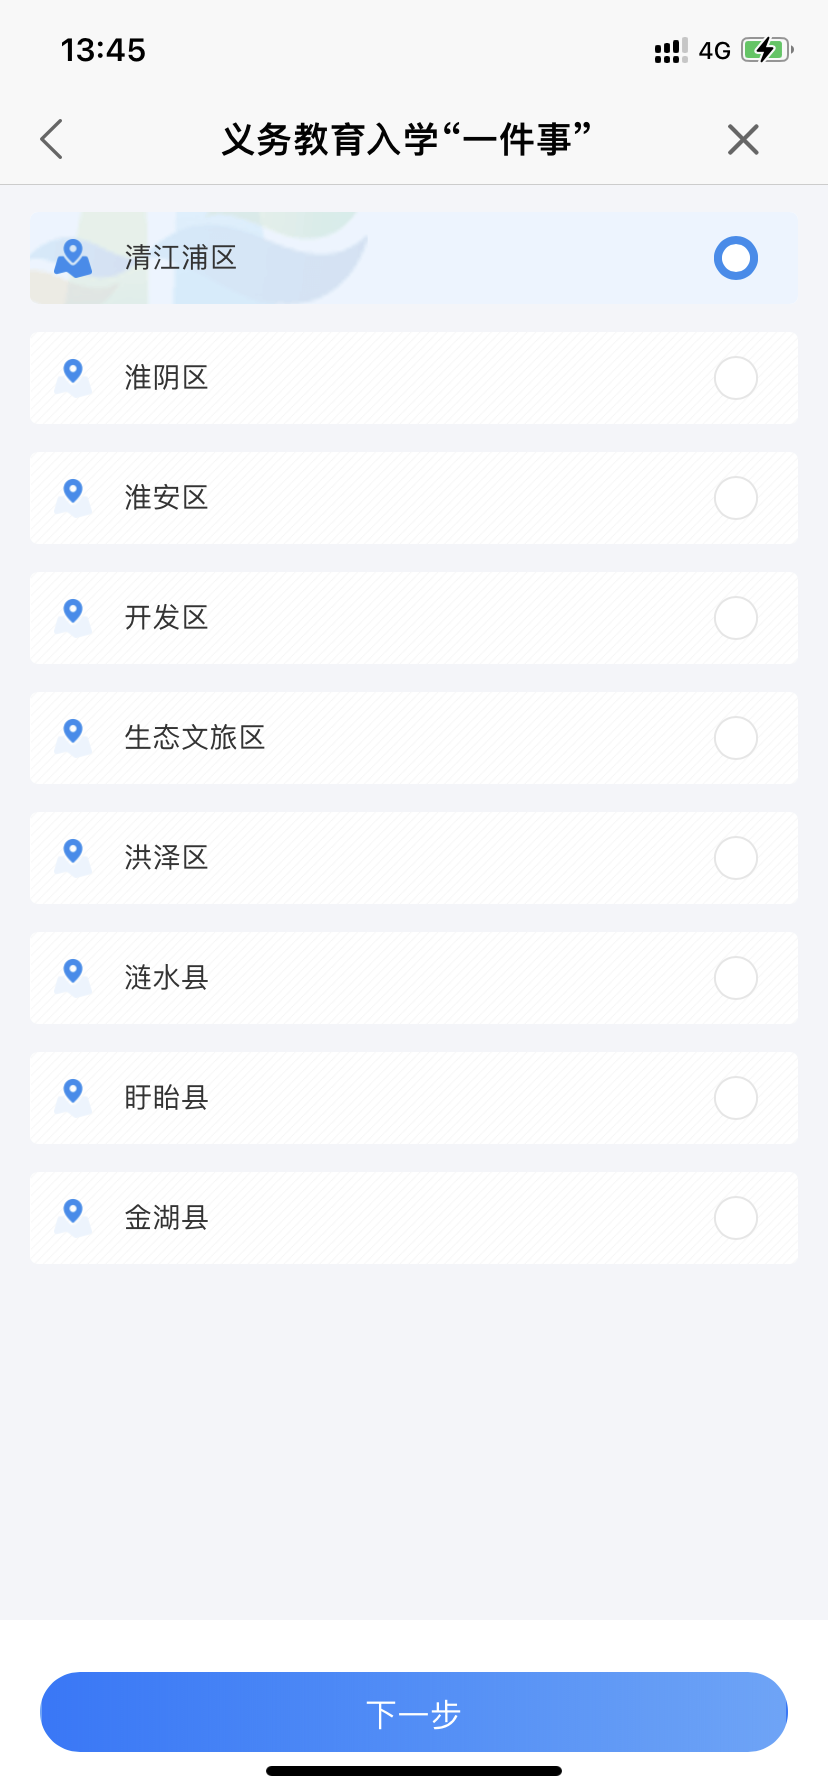 13:45
4G
义务教育入学“一件事”
清江浦区
淮阴区
淮安区
开发区
生态文旅区
洪泽区
涟水县
盱眙县
金湖县
下一步